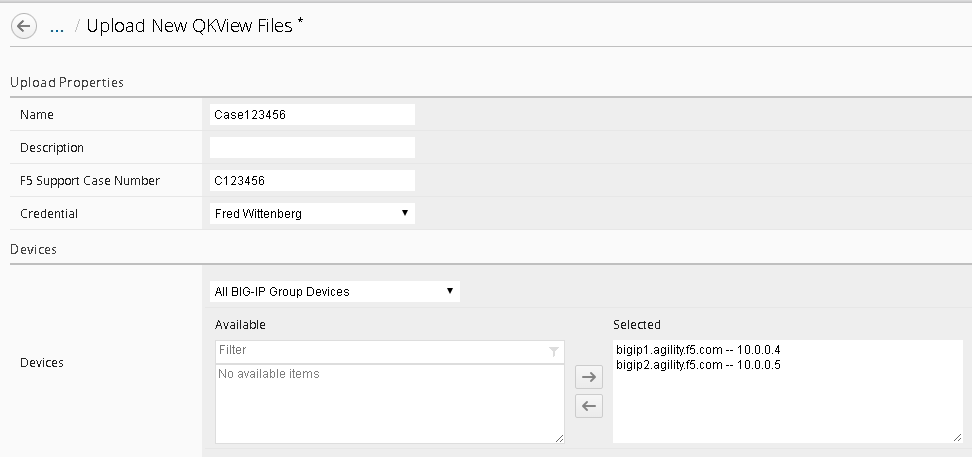 ... / Upload New QKView Files *
Upload Properties
Name Case123456
Description
F5 Support Case Number C123456
Credential Fred Wittenberg
Devices
All BIG-IP Group Devices
Available Selected
Devices
Filter
No available items
bigip1.agility.f5.com -- 10.0.0.4
bigip2.agility.f5.com -- 10.0.0.5